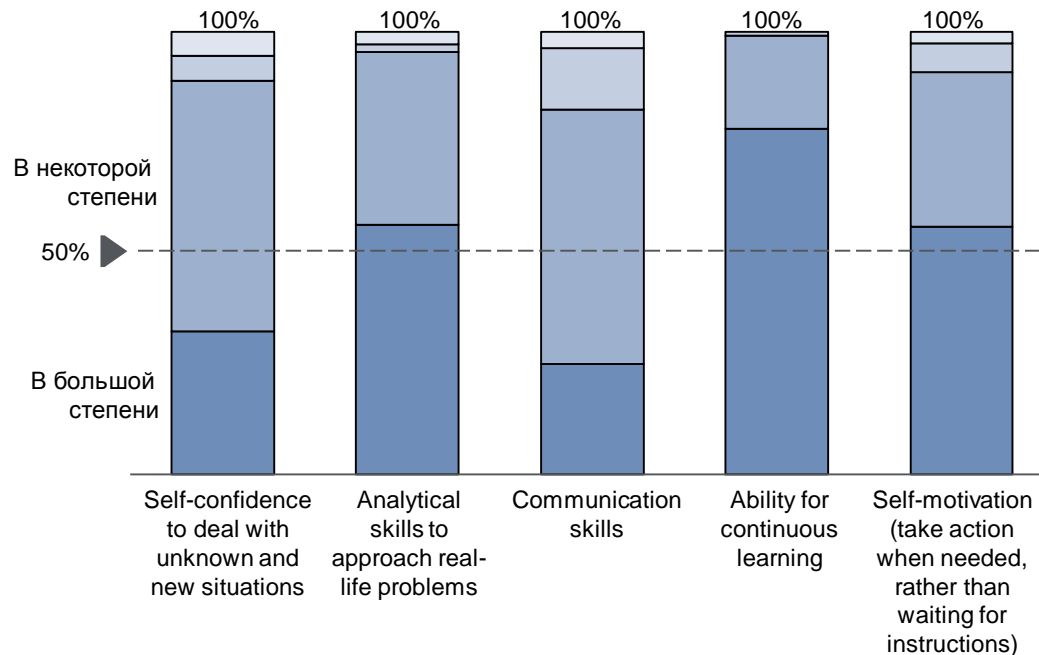 100%
100%
100%
100%
100%
В некоторой
степени
50%
В большой
степени
Self-confidence
to deal with
unknown and
new situations
Analytical
skills to
approach real-
life problems
Communication
skills
Ability for
continuous
learning
Self-motivation
(take action
when needed,
rather than
waiting for
instructions)